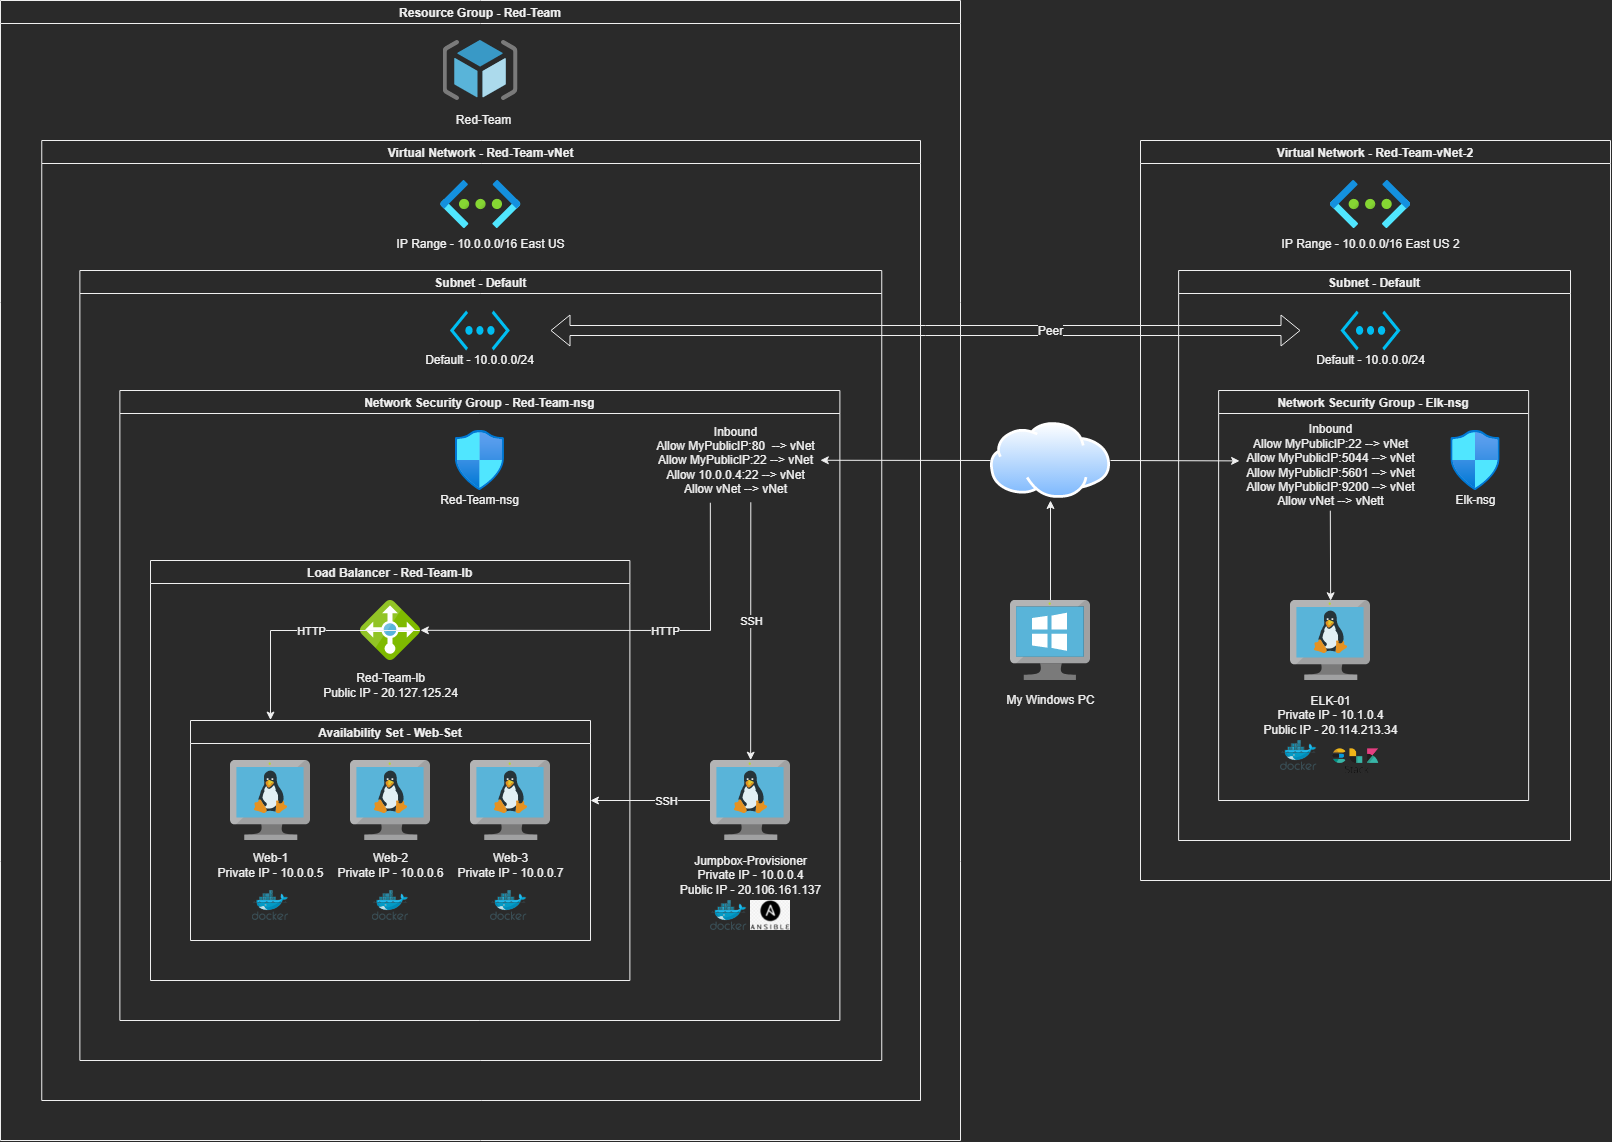 Resource Group - Red-Team
Red-Team
Virtual Network - Red-Team-vNet
IP Range - 10.0.0.0/16 East US
Subnet - Default
Default - 10.0.0.0/24
Network Security Group - Red-Team-nsg
Red-Team-nsg
Inbound
Allow MyPublicIP:80 --> vNet
Allow MyPublicIP:22 --> vNet
Allow 10.0.0.4:22 --> vNet
Allow vNet --> vNet
Load Balancer - Red-Team-lb
HTTP
HTTP
SSH
Red-Team-lb
Public IP - 20.127.125.24
Availability Set - Web-Set
Web-1
Private IP - 10.0.0.5
docker
Web-2
Private IP - 10.0.0.6
docker
Web-3
Private IP - 10.0.0.7
docker
SSH
Jumpbox-Provisioner
Private IP - 10.0.0.4
Public IP - 20.106.161.137
docker
ANSIBLE
Peer
My Windows PC
Virtual Network - Red-Team-vNet-2
IP Range - 10.0.0.0/16 East US 2
Subnet - Default
Default - 10.0.0.0/24
Network Security Group - Elk-nsg
Inbound
Allow MyPublicIP:22 --> vNet
Allow MyPublicIP:5044 --> vNet
Allow MyPublicIP:5601 --> vNet
Allow MyPublicIP:9200 --> vNet
Allow vNet --> vNett
Elk-nsg
ELK-01
Private IP - 10.1.0.4
Public IP - 20.114.213.34
docker